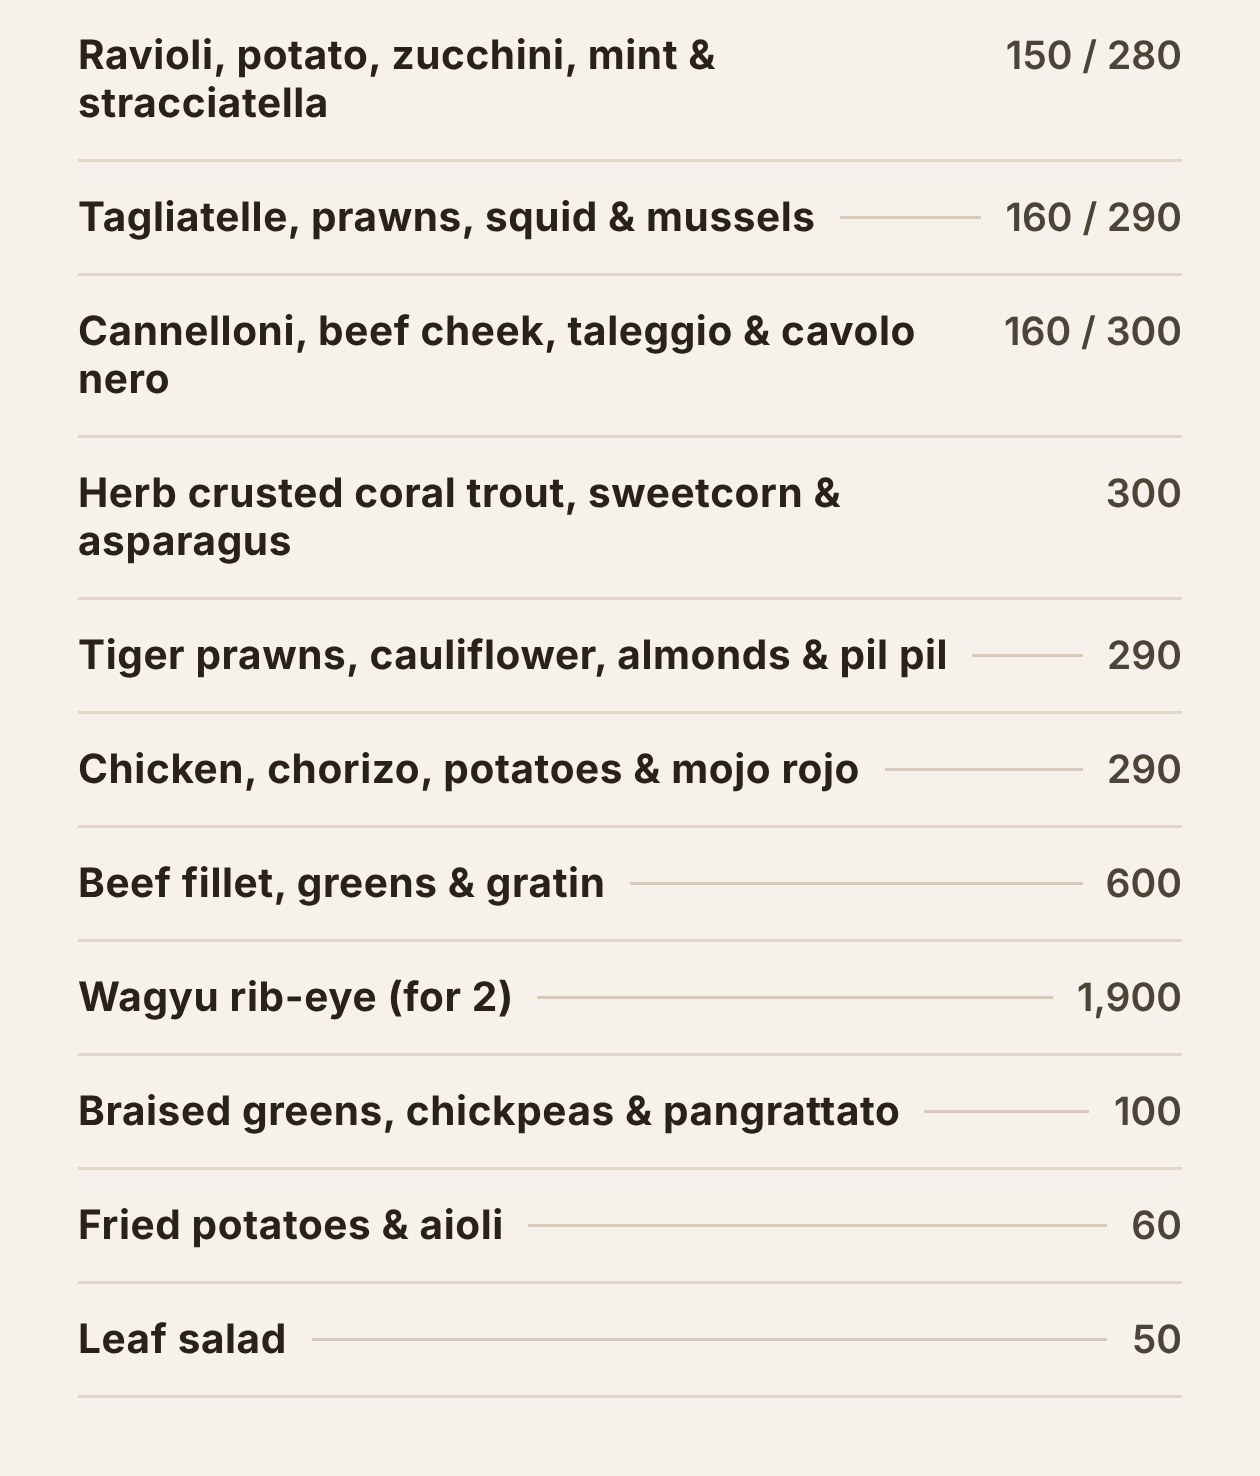 Ravioli, potato, zucchini, mint & 150 / 280
stracciatella
Tagliatelle, prawns, squid & mussels 160 / 290
Cannelloni, beef cheek, taleggio & cavolo 160 / 300
nero
Herb crusted coral trout, sweetcorn & 300
asparagus
Tiger prawns, cauliflower, almonds & pil pil 290
Chicken, chorizo, potatoes & mojo rojo 290
Beef fillet, greens & gratin 600
Wagyu rib-eye (for 2) 1,900
Braised greens, chickpeas & pangrattato 100
Fried potatoes & aioli 60
Leaf salad 50